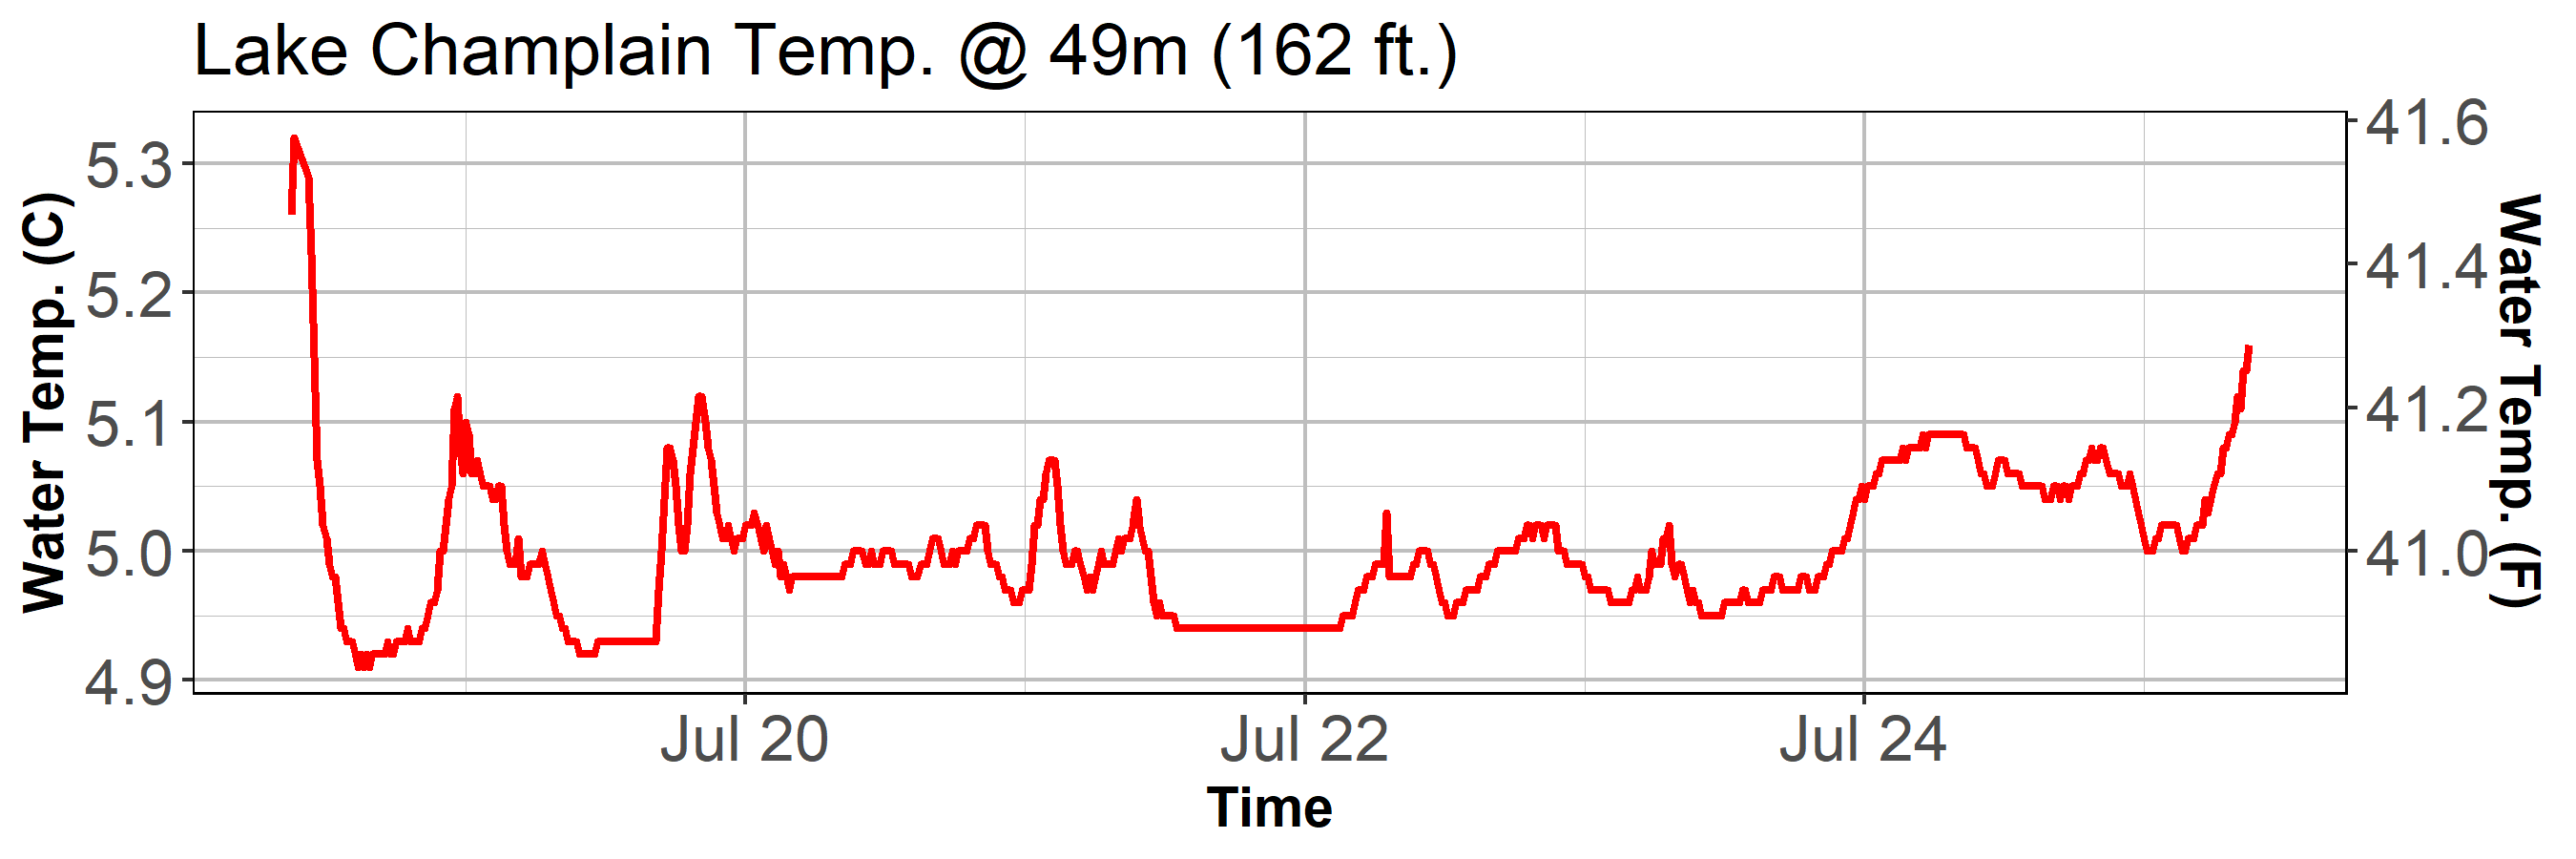 Lake Champlain Temp. @ 49m (162 ft.)
Water Temp. (C)
5.3
5.2
5.1
5.0
4.9
41.6
41.4
41.2
41.0
Water Temp. (F)
Jul 20 Jul 22 Jul 24
Time